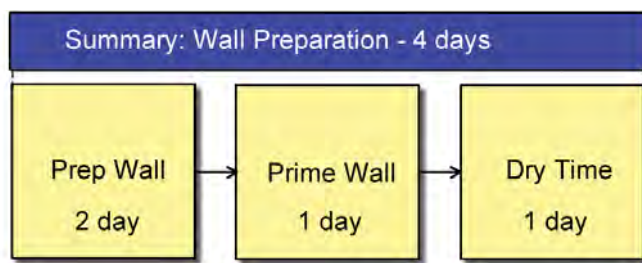 Summary: Wall Preparation - 4 days
Prep Wall
2 day
Prime Wall
1 day
Dry Time
1 day